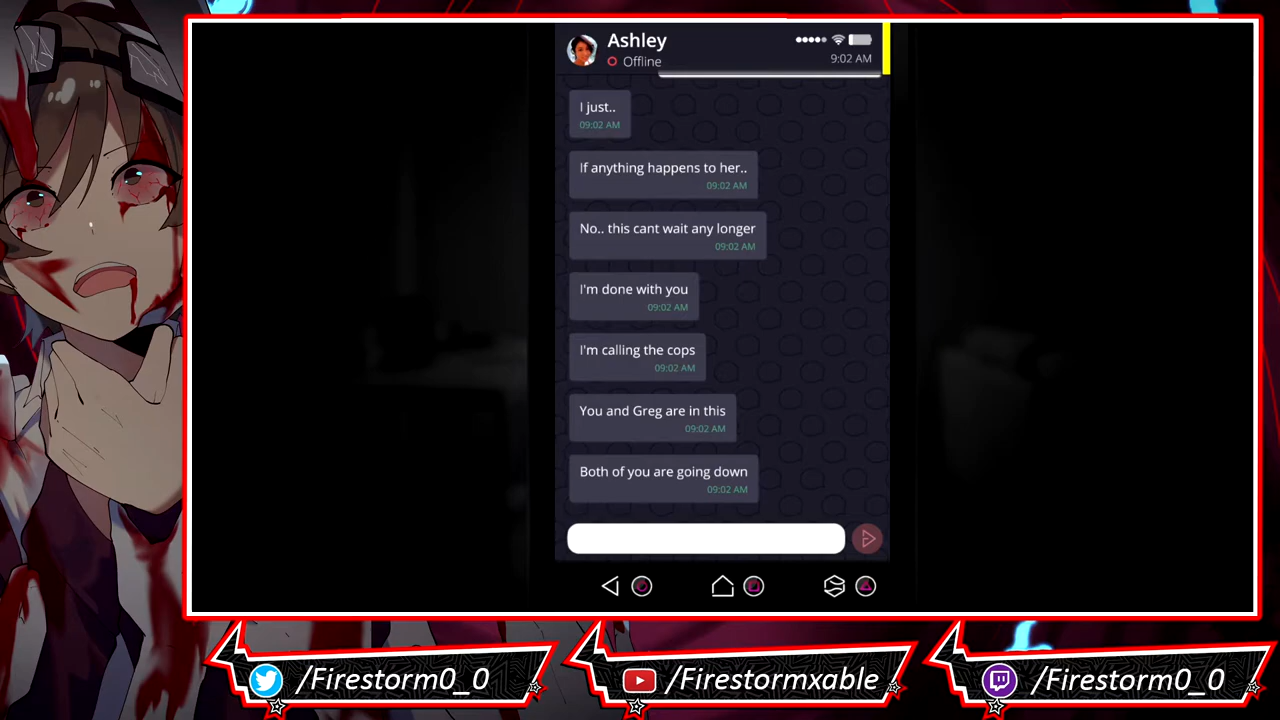 Ashley
Offline
9:02 AM
I just..
09:02 AM
If anything happens to her..
09:02 AM
No.. this cant wait any longer
09:02 AM
I'm done with you
09:02 AM
I'm calling the cops
09:02 AM
You and Greg are in this
09:02 AM
Both of you are going down
09:02 AM
/Firestorm0_0
/Firestormxable
/Firestorm0_0